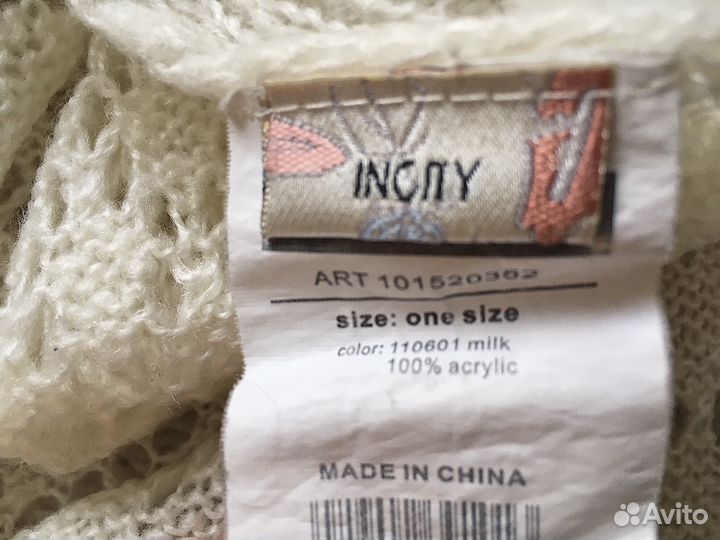 INCITY
ART 101520362
size: one size
color: 110601 milk
100% acrylic
MADE IN CHINA
Avito